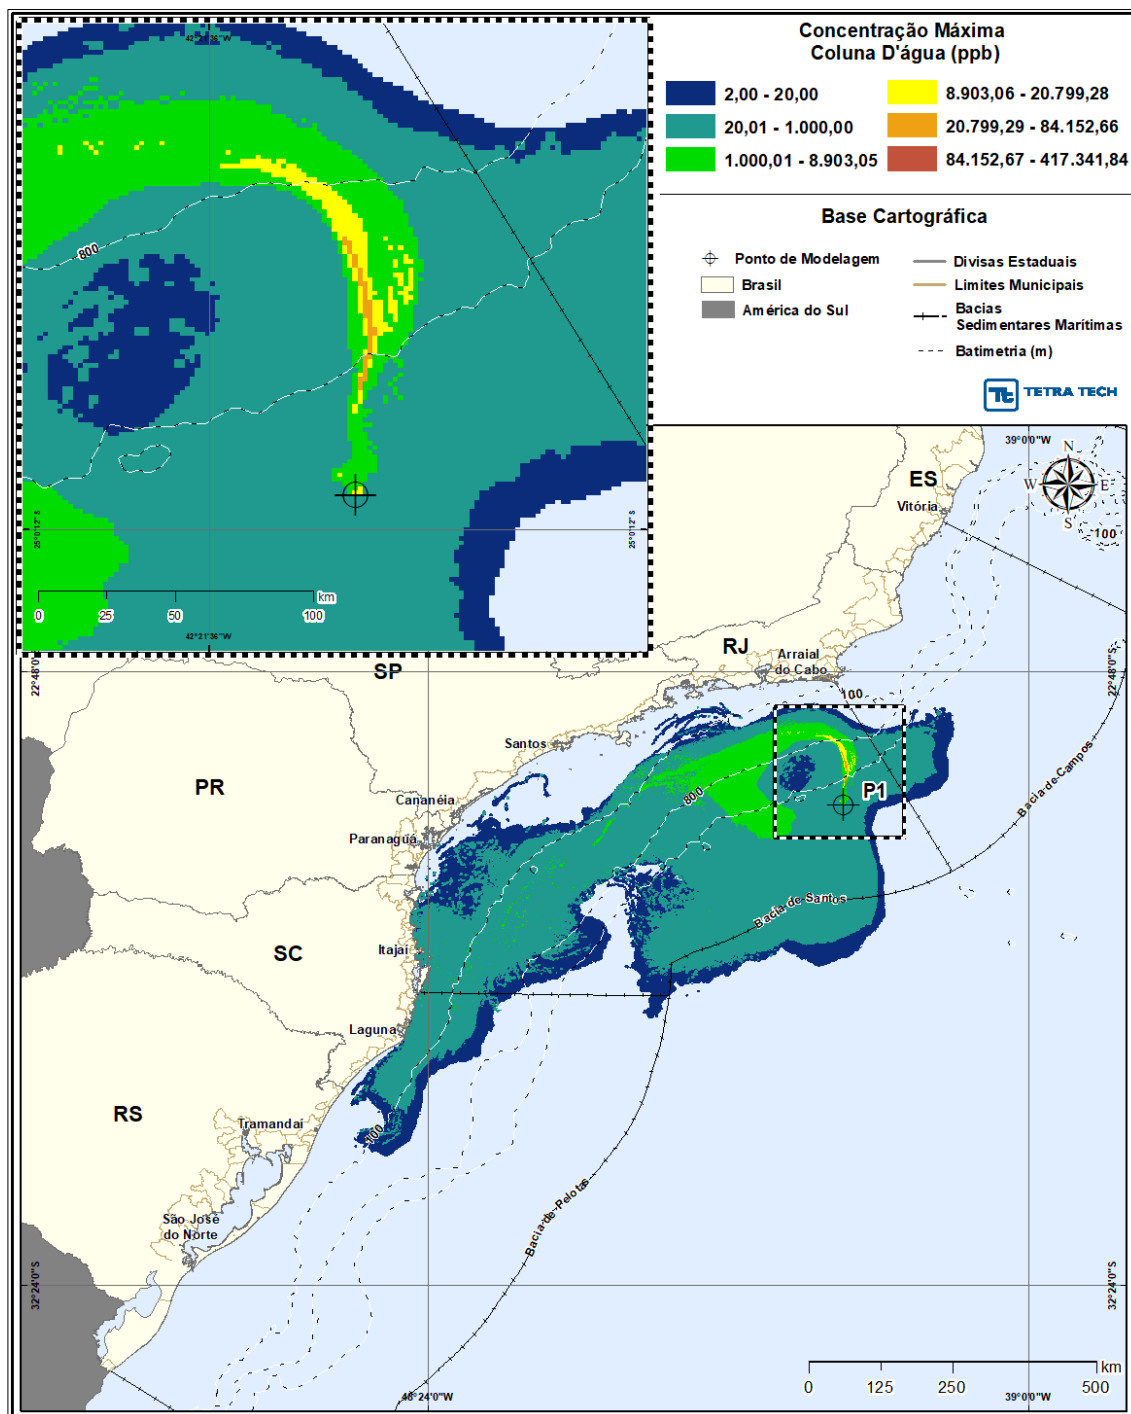 Concentração Máxima
Coluna D'água (ppb)
2,00 - 20,00
20,01 - 1.000,00
1.000,01 - 8.903,05
8.903,06 - 20.799,28
20.799,29 - 84.152,66
84.152,67 - 417.341,84
Base Cartográfica
Ponto de Modelagem
Brasil
América do Sul
Divisas Estaduais
Limites Municipais
Bacias
Sedimentares Marítimas
Batimetria (m)
TETRA TECH
42°21'36"W
800
25°0'12"S
25°0'12"S
km
0 25 50 100
42°21'36"W
39°0'0"W
N
W E
S
100
ES
Vitória
RJ
Arraial
do Cabo
SP
22°48'0"S
22°48'0"S
100
Santos
PR
Cananéia
Paranaguá
800
P1
Bacia de Campos
Bacia de Santos
SC
Itajaí
Laguna
RS
Tramandaí
100
São José
do Norte
Bacia de Pelotas
32°24'0"S
32°24'0"S
km
0 125 250 500
48°24'0"W
39°0'0"W